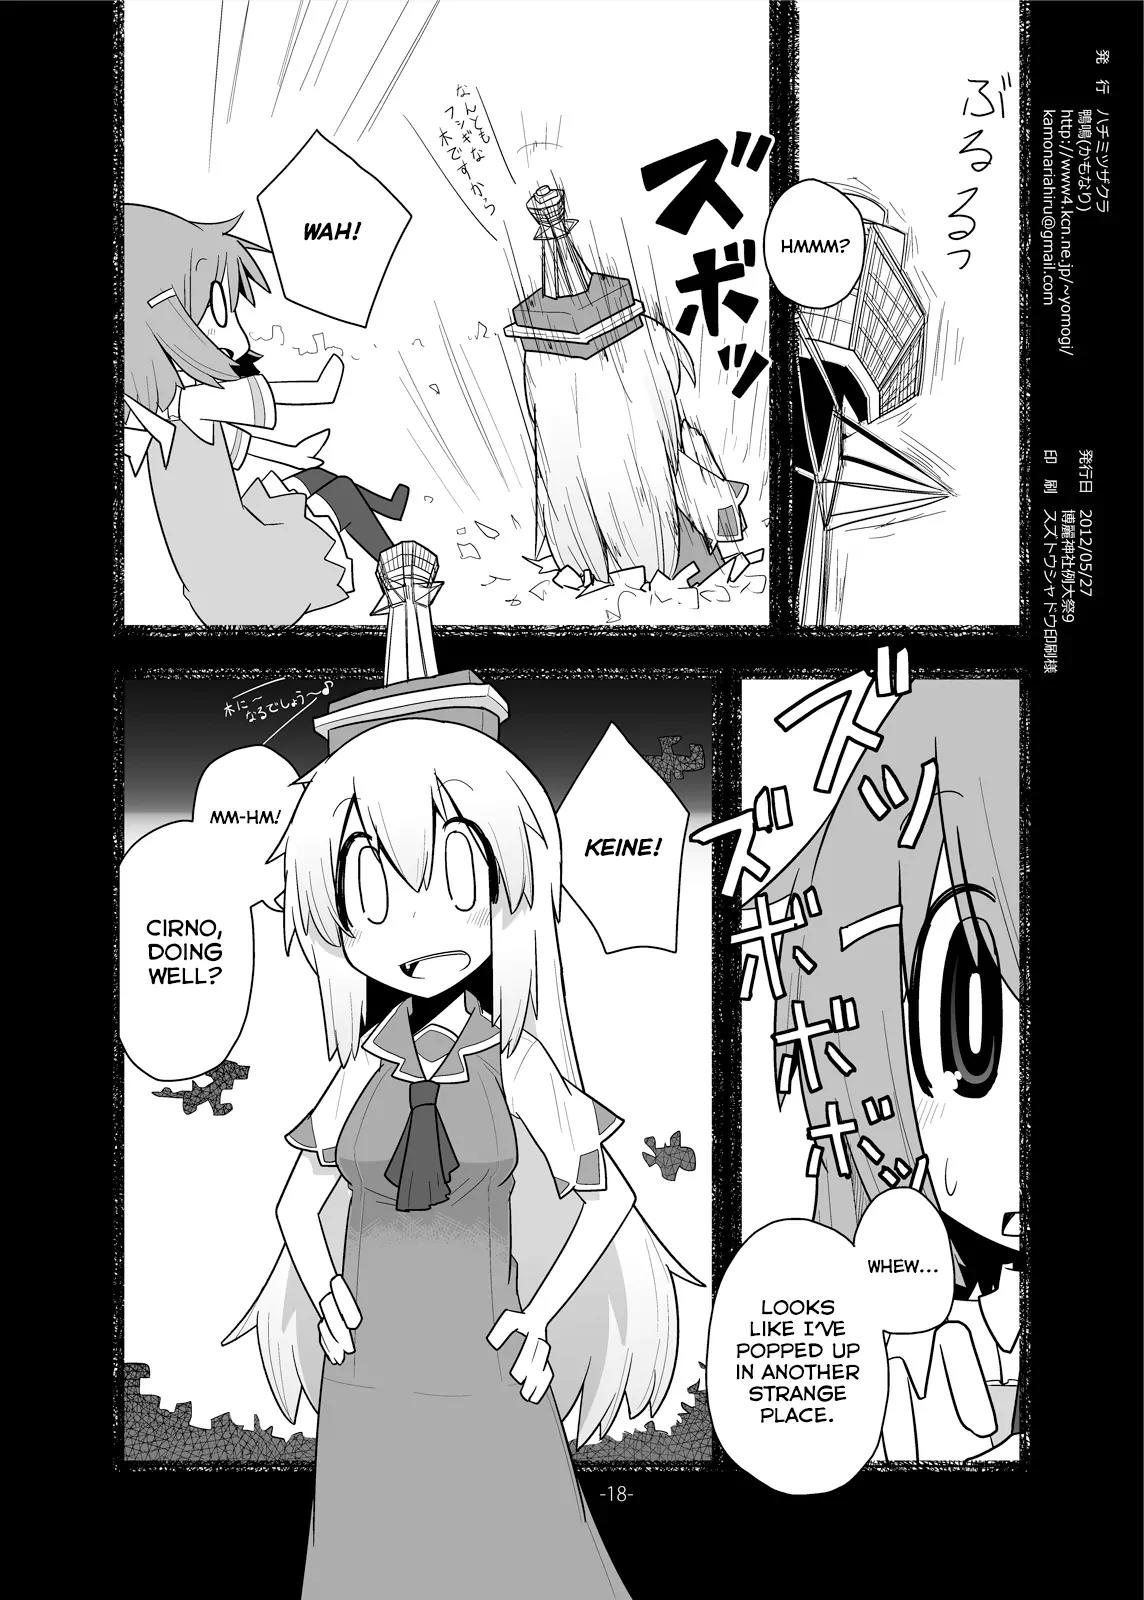 発 行 ハチミツザクラ
鴨鳴(かもなり)
http://www4.kcn.ne.jp/~yomogi/
kamonariahiru@gmail.com
発行日 2012/05/27
博麗神社例大祭9
印 刷 スズトウシャドウ印刷様
ぶるるっ
HMMM?
ズボッ
なんとも
フシギな
木ですから
WAH!
ズズズ
ボボボボーッ
WHEW...
LOOKS
LIKE I'VE
POPPED UP
IN ANOTHER
STRANGE
PLACE.
KEINE!
木に～
なるでしょう～♪
MM-HM!
CIRNO,
DOING
WELL?
-18-